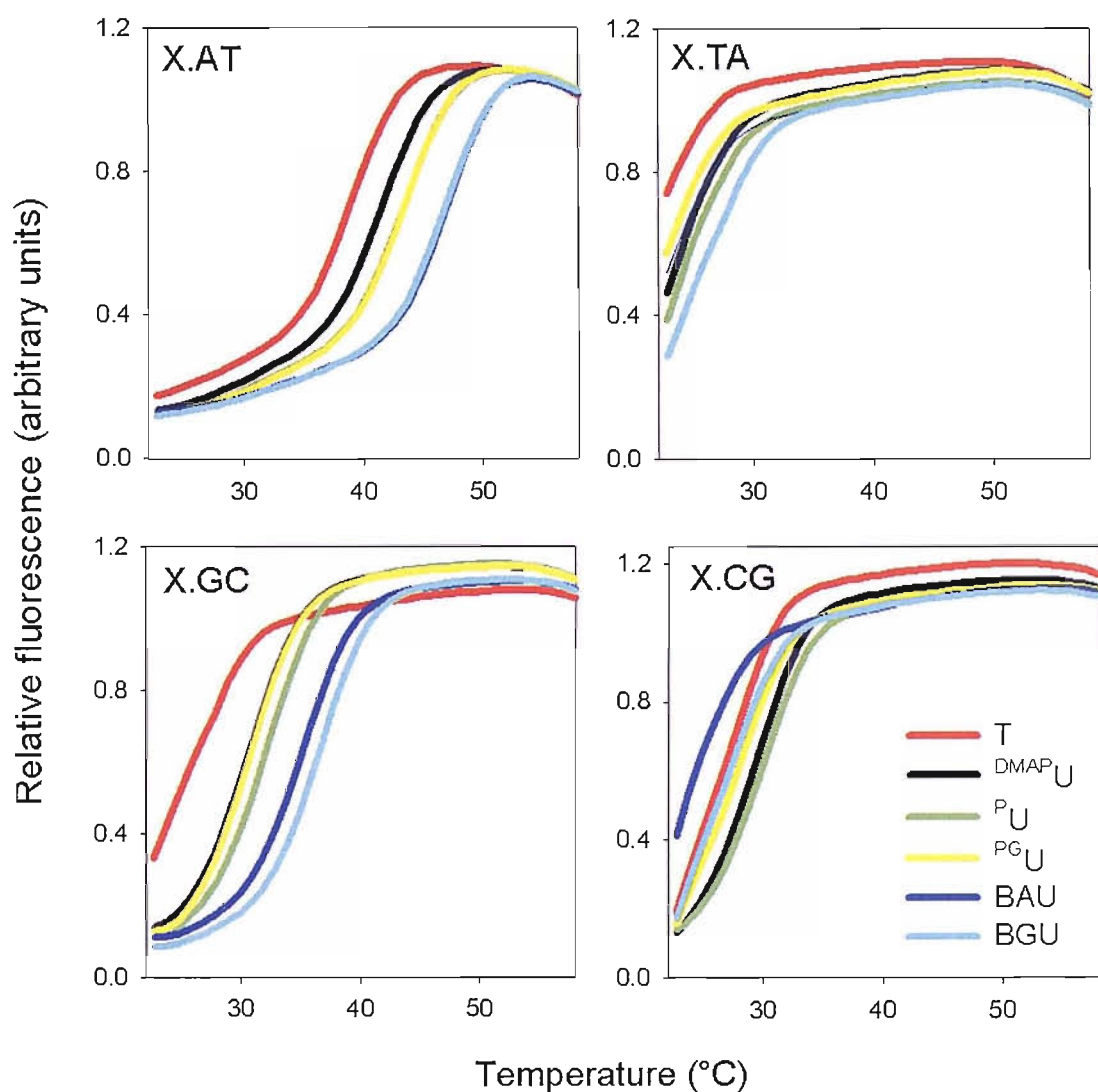 Relative fluorescence (arbitrary units)
1.2
0.8
0.4
0.0
X.AT
30
40
50
1.2
0.8
0.4
0.0
X.TA
30
40
50
1.2
0.8
0.4
0.0
X.GC
30
40
50
1.2
0.8
0.4
0.0
X.CG
T
DMAPU
PU
PGU
BAU
BGU
30
40
50
Temperature (°C)